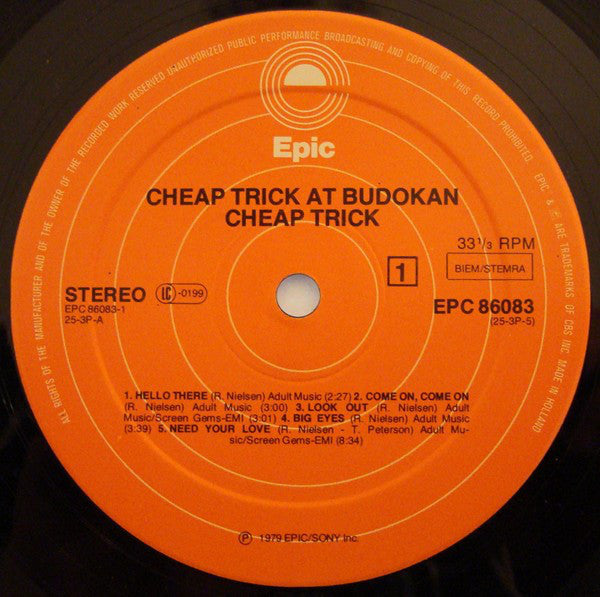 ALL RIGHTS OF THE MANUFACTURER AND OF THE OWNER OF THE RECORDED WORK RESERVED UNAUTHORIZED PUBLIC PERFORMANCE BROADCASTING AND COPYING OF THIS RECORD PROHIBITED. EPIC & ℗ ARE TRADEMARKS OF CBS INC. MADE IN HOLLAND
Epic
CHEAP TRICK AT BUDOKAN
CHEAP TRICK
33⅓ RPM
1
BIEM/STEMRA
STEREO LC-0199
EPC 86083
EPC 86083-1
25-3P-A
(25-3P-5)
1. HELLO THERE (R. Nielsen) Adult Music (2:27) 2. COME ON, COME ON
(R. Nielsen) Adult Music (3:00) 3. LOOK OUT (R. Nielsen) Adult
Music/Screen Gems-EMI (3:01) 4. BIG EYES (R. Nielsen) Adult Music
(3:39) 5. NEED YOUR LOVE (R. Nielsen - T. Peterson) Adult Mu-
sic/Screen Gems-EMI (8:34)
℗ 1979 EPIC/SONY Inc.